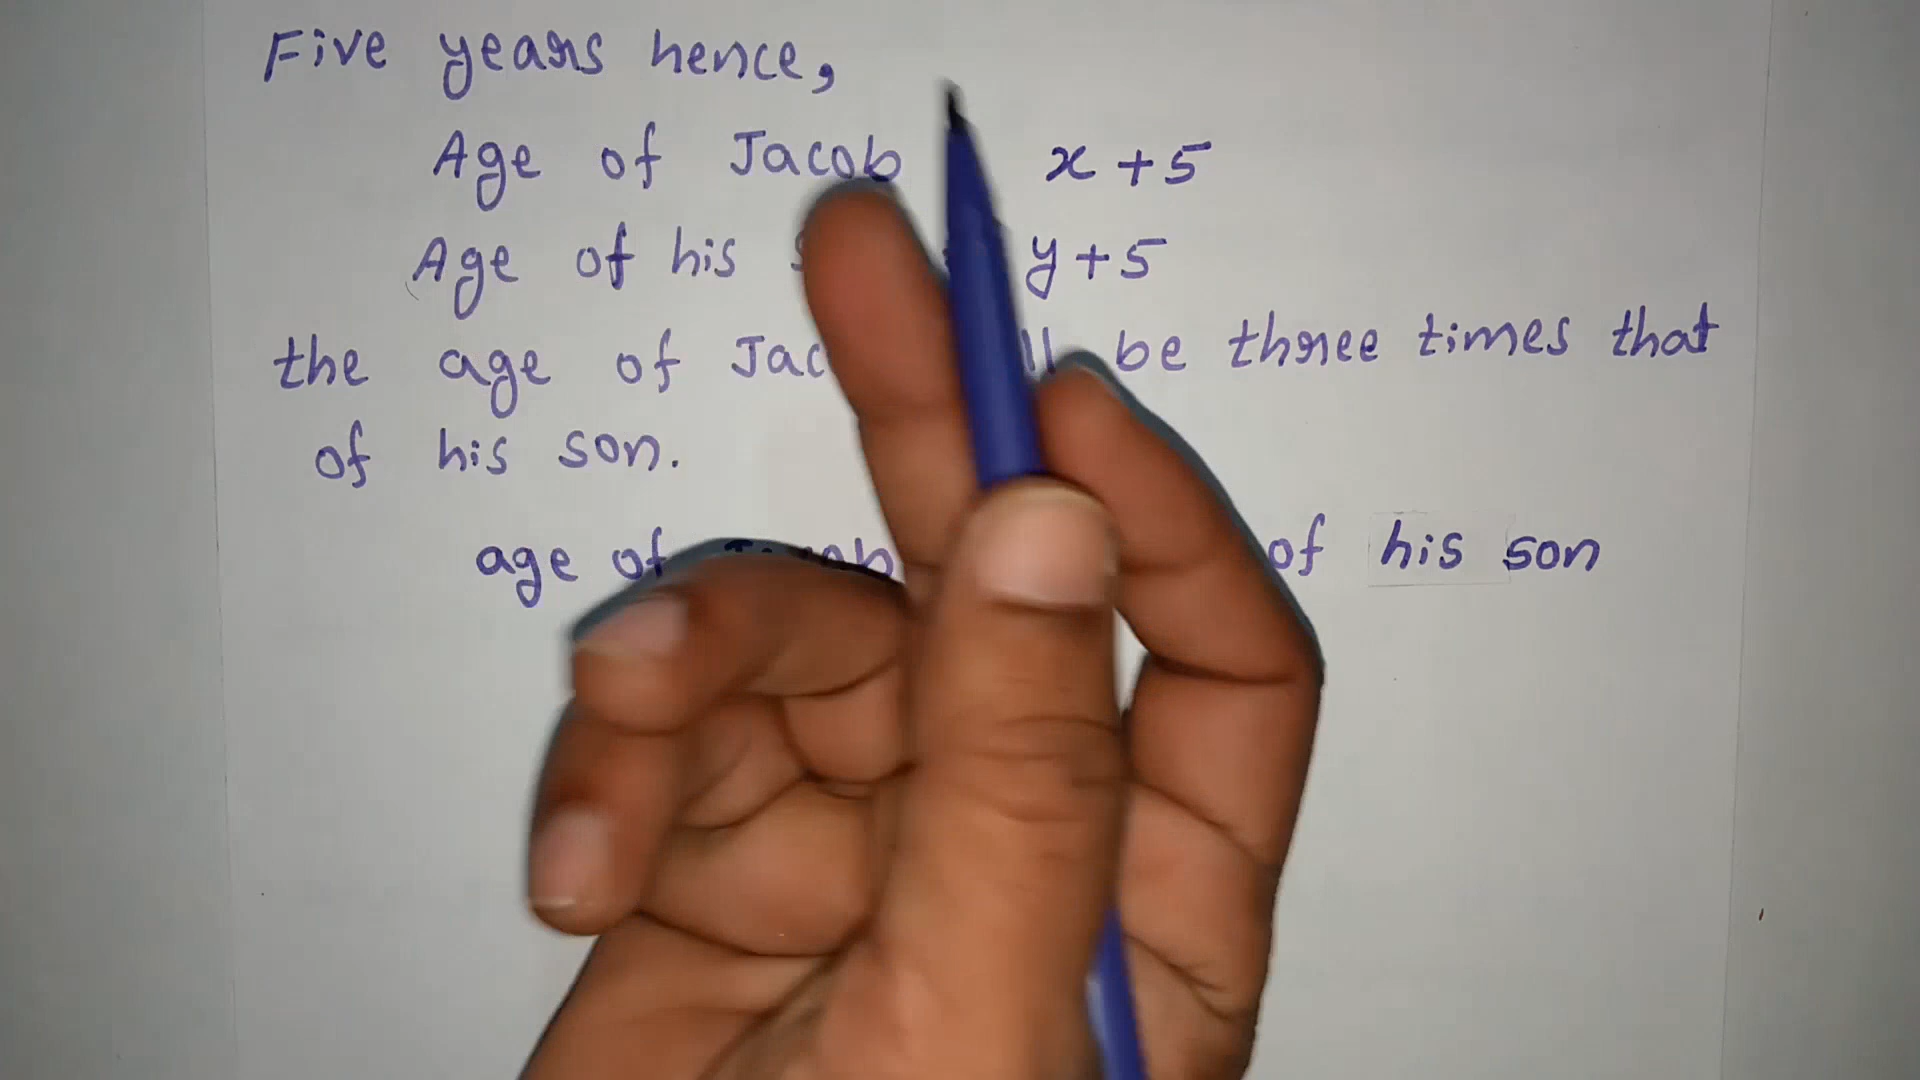 Five years hence,
Age of Jacob x+5
Age of his y+5
the age of be three times that
of his son.
age of of his son